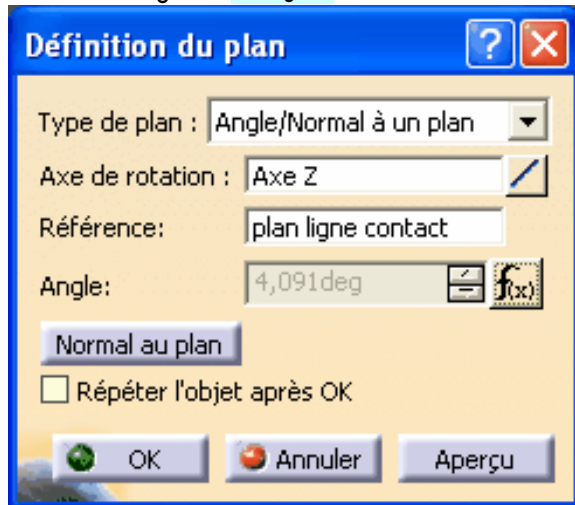 Définition du plan
Type de plan : Angle/Normal à un plan
Axe de rotation : Axe Z
Référence: plan ligne contact
Angle: 4,091deg f(x)
Normal au plan
Répéter l'objet après OK
OK Annuler Aperçu